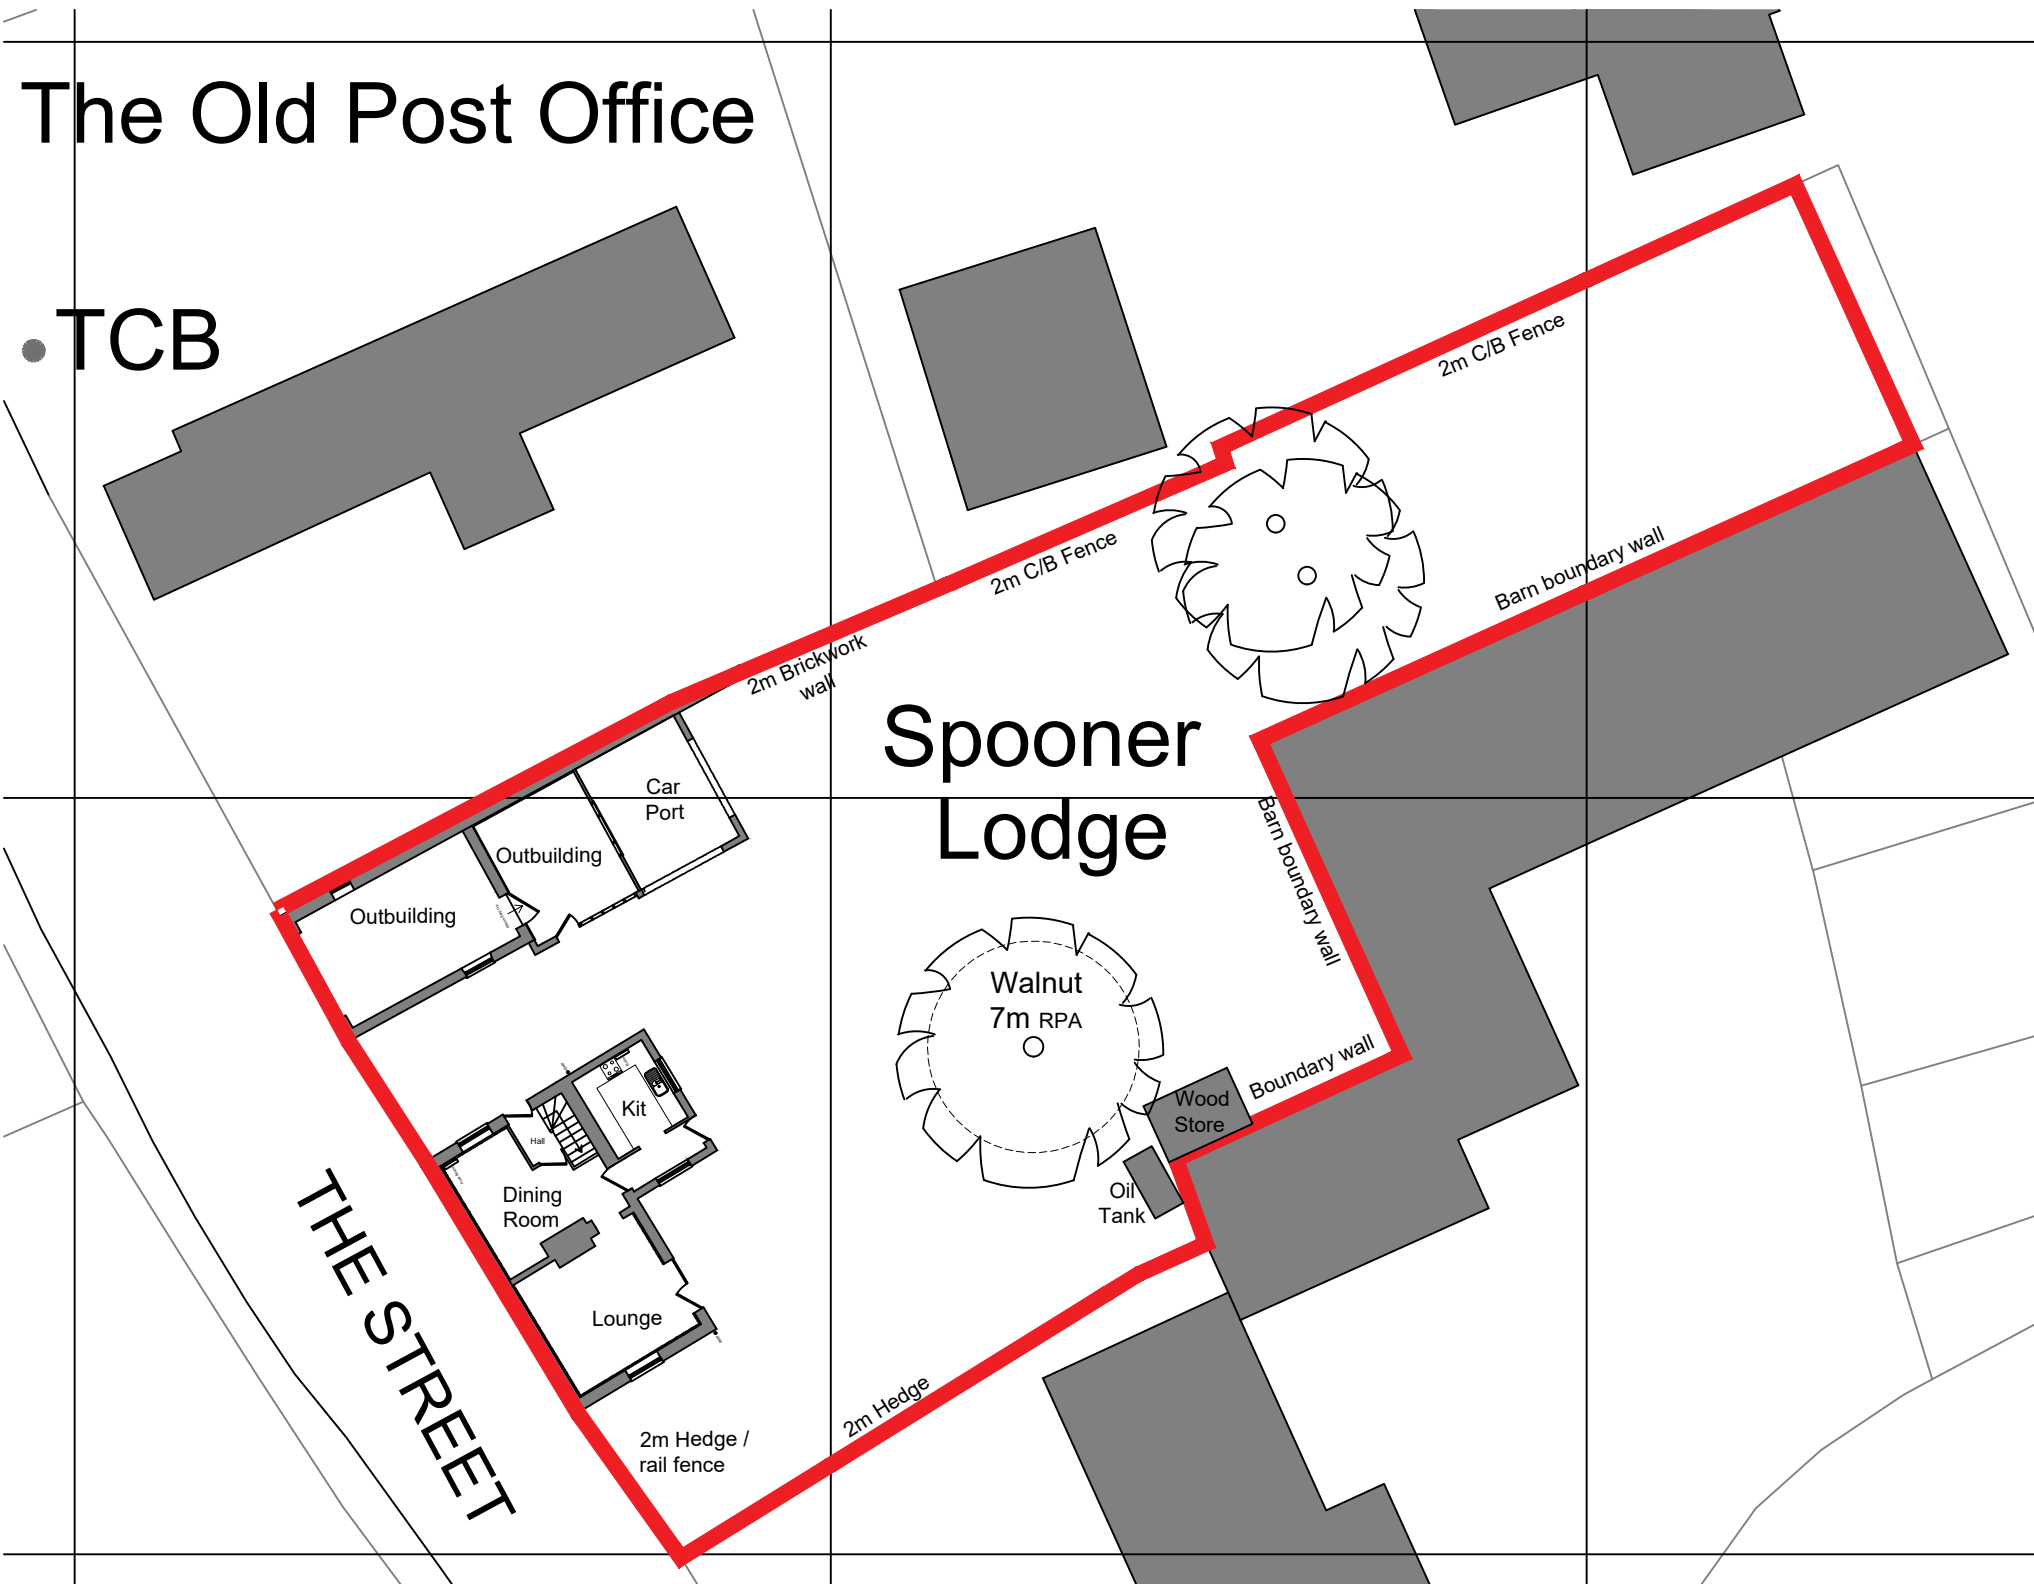 The Old Post Office
TCB
2m C/B Fence
2m C/B Fence
Barn boundary wall
2m Brickwork
wall
Spooner
Lodge
Car
Port
Outbuilding
Outbuilding
Barn boundary wall
Walnut
7m RPA
Boundary wall
Wood
Store
Oil
Tank
Kit
Hall
Dining
Room
Lounge
THE STREET
2m Hedge
2m Hedge /
rail fence